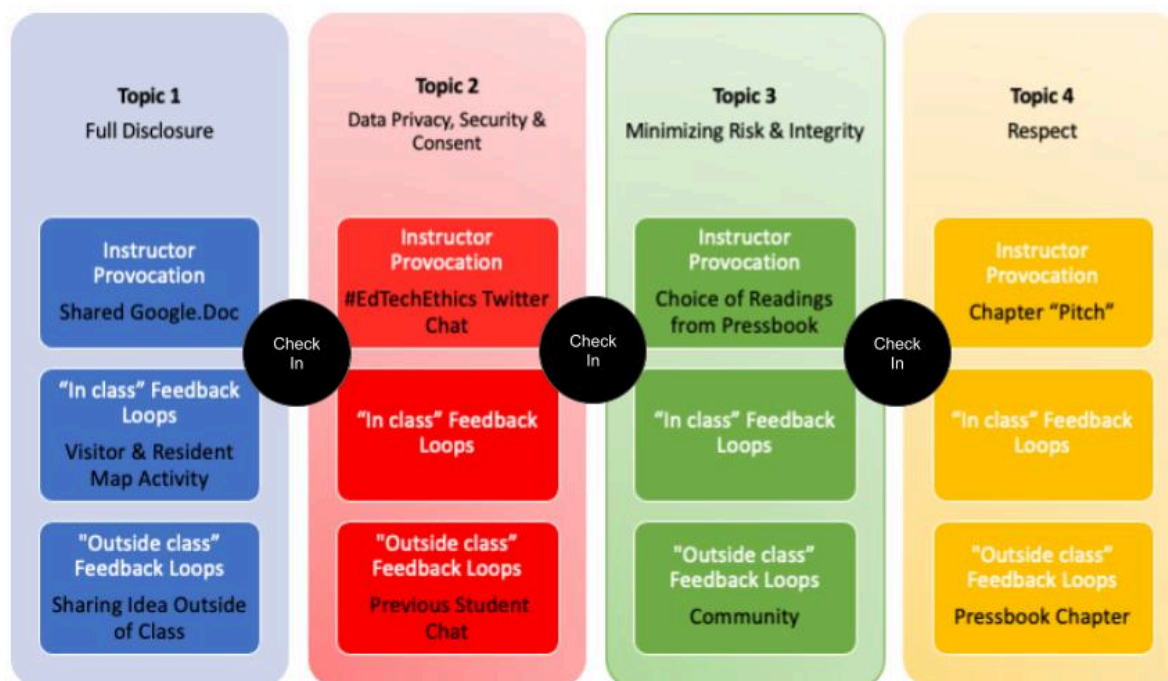 Topic 1
Full Disclosure
Instructor
Provocation
Shared Google.Doc
“In class” Feedback
Loops
Visitor & Resident
Map Activity
"Outside class”
Feedback Loops
Sharing Idea Outside
of Class
Check
In
Topic 2
Data Privacy, Security &
Consent
Instructor
Provocation
#EdTechEthics Twitter
Chat
“In class” Feedback
Loops
"Outside class”
Feedback Loops
Previous Student
Chat
Check
In
Topic 3
Minimizing Risk & Integrity
Instructor
Provocation
Choice of Readings
from Pressbook
“In class” Feedback
Loops
"Outside class”
Feedback Loops
Community
Check
In
Topic 4
Respect
Instructor
Provocation
Chapter “Pitch”
“In class” Feedback
Loops
"Outside class”
Feedback Loops
Pressbook Chapter